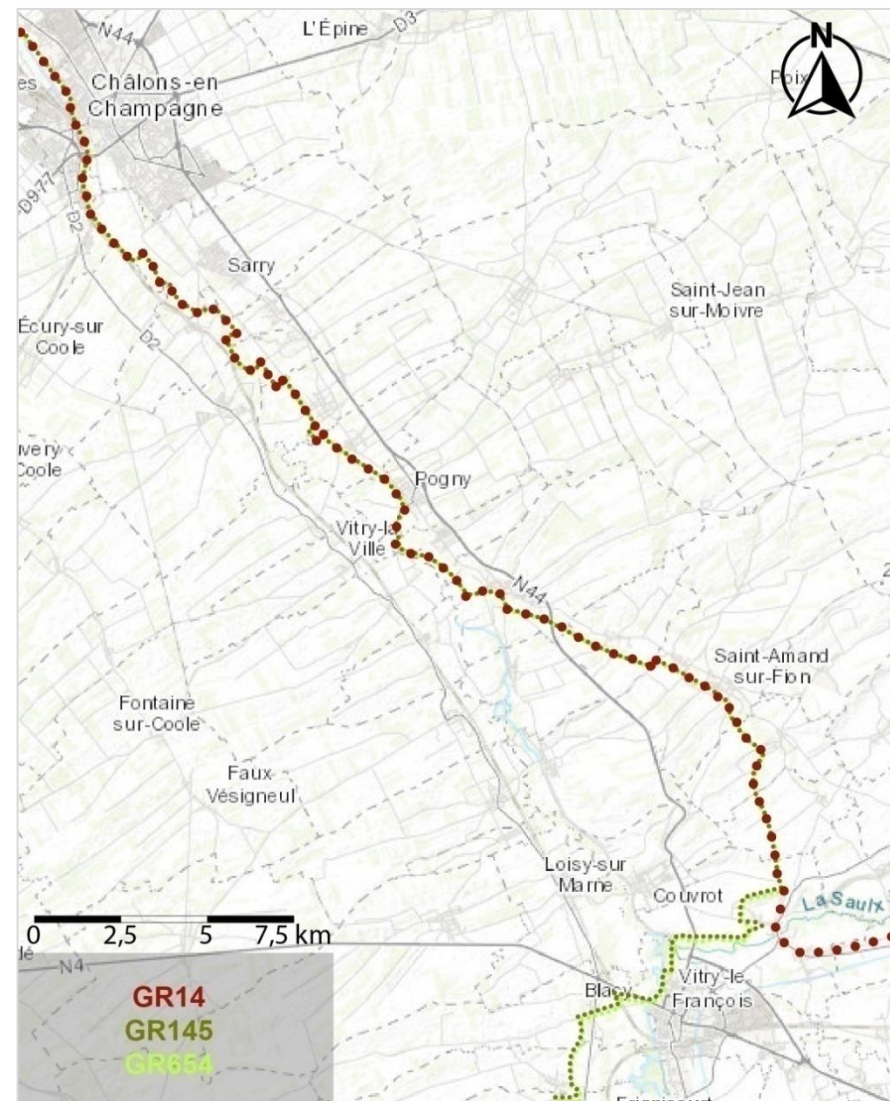 N44
L'Épine
D3
N
es
Châlons-en
Champagne
Poix
D977
D2
Sarry
Saint-Jean
sur-Moivre
Écury-sur
Coole
D2
Coole
Pogny
Vitry-la
Ville
N44
2
Saint-Amand
sur-Fion
Fontaine
sur-Coole
Faux
Vésigneul
Loisy-sur
Marne
Couvrot
La Saulx
0 2,5 5 7,5 km
N4
Blacy
Vitry-le
François
GR14
GR145
GR654